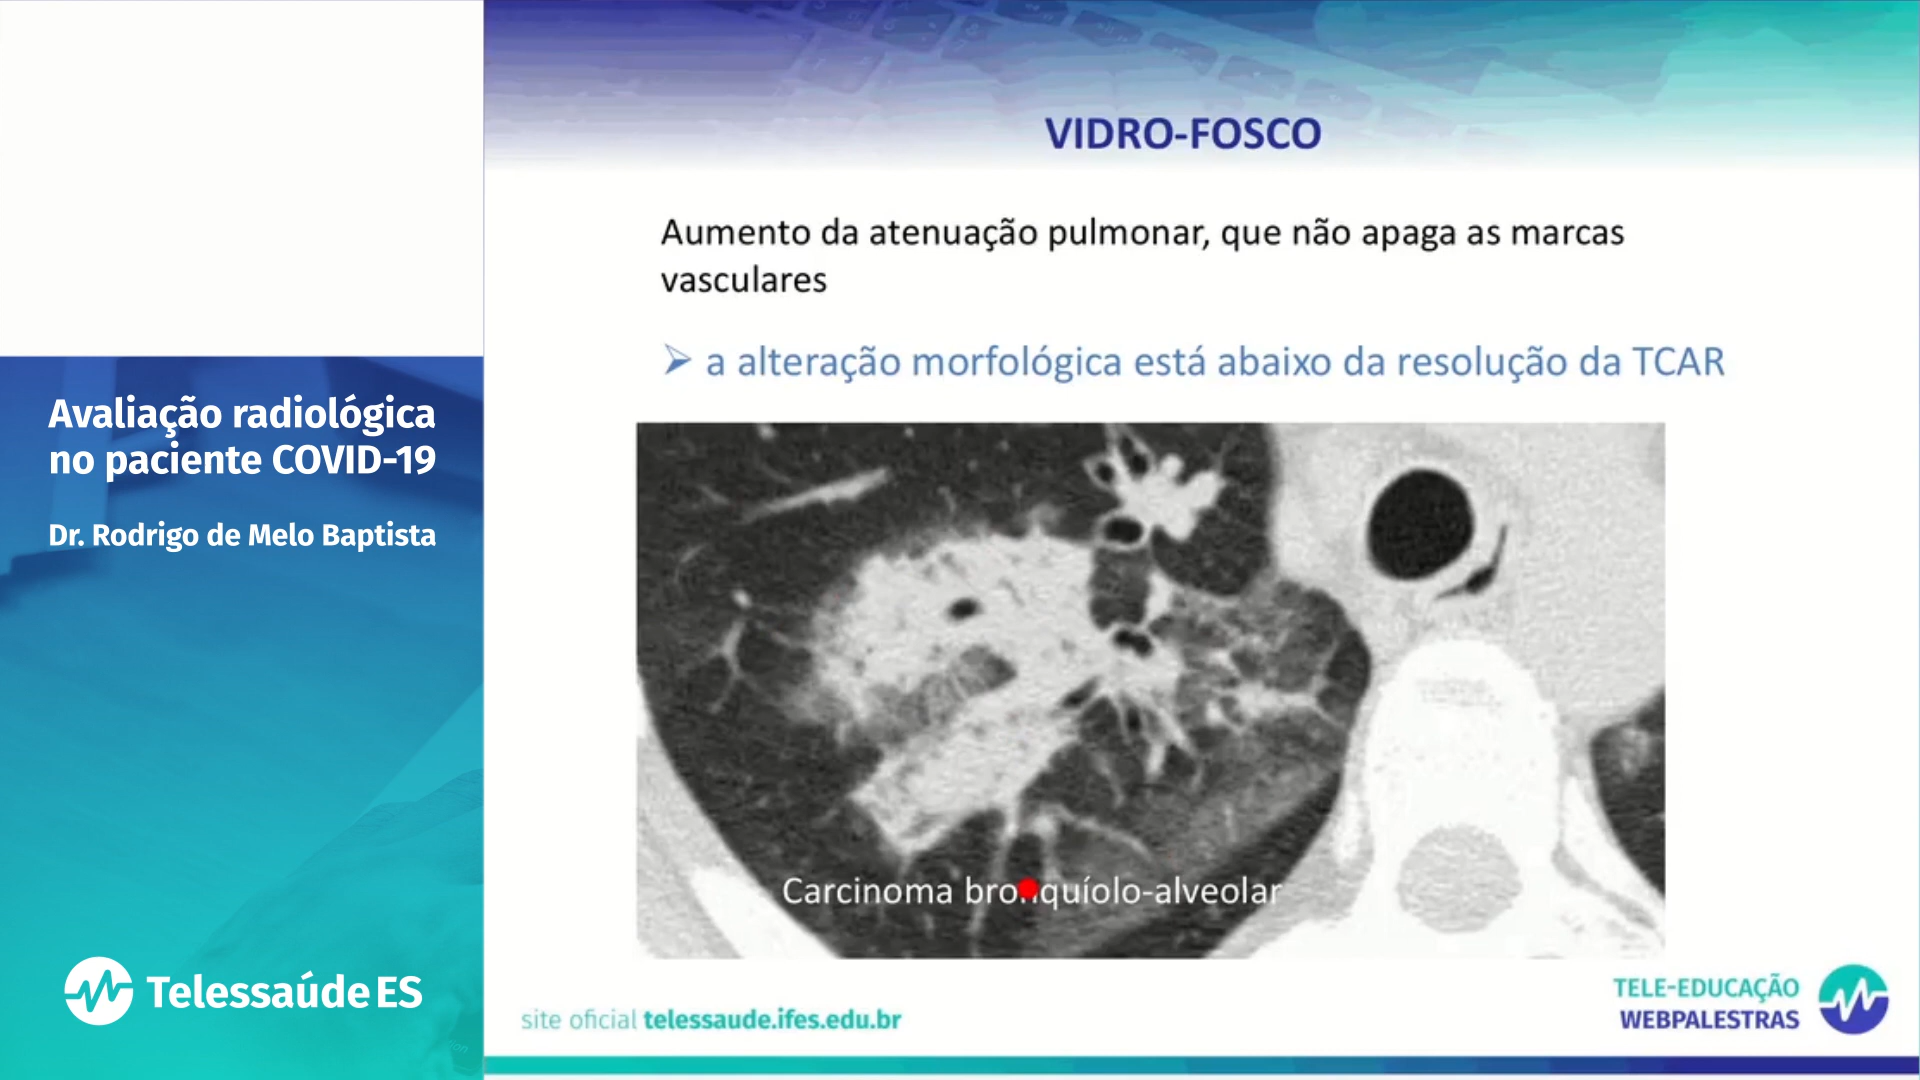 Avaliação radiológica
no paciente COVID-19
Dr. Rodrigo de Melo Baptista
Telessaúde ES
VIDRO-FOSCO
Aumento da atenuação pulmonar, que não apaga as marcas
vasculares
➢ a alteração morfológica está abaixo da resolução da TCAR
Carcinoma bronquíolo-alveolar
site oficial telessaude.ifes.edu.br
TELE-EDUCAÇÃO
WEBPALESTRAS